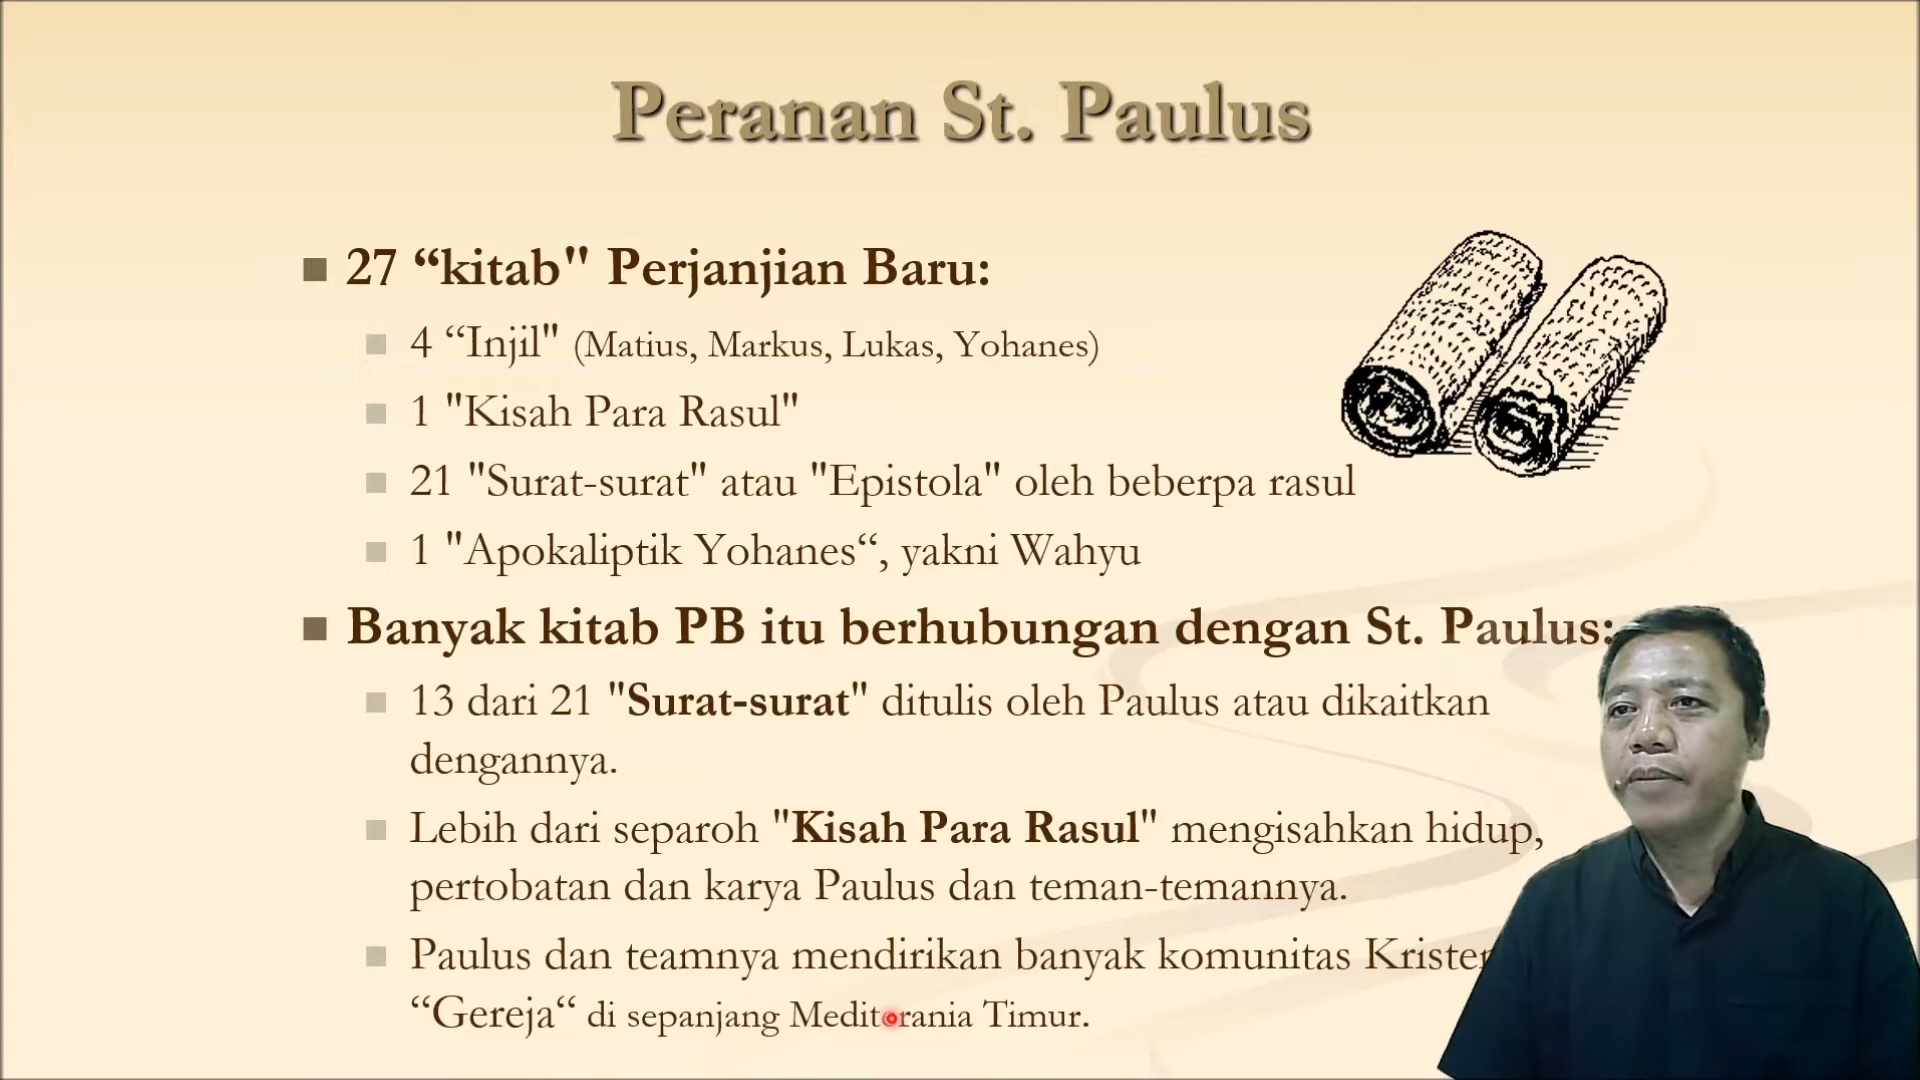 Peranan St. Paulus
27 “kitab" Perjanjian Baru:
4 “Injil" (Matius, Markus, Lukas, Yohanes)
1 "Kisah Para Rasul"
21 "Surat-surat" atau "Epistola" oleh beberpa rasul
1 "Apokaliptik Yohanes“, yakni Wahyu
Banyak kitab PB itu berhubungan dengan St. Paulus:
13 dari 21 "Surat-surat" ditulis oleh Paulus atau dikaitkan
dengannya.
Lebih dari separoh "Kisah Para Rasul" mengisahkan hidup,
pertobatan dan karya Paulus dan teman-temannya.
Paulus dan teamnya mendirikan banyak komunitas Kristen
“Gereja“ di sepanjang Mediterania Timur.